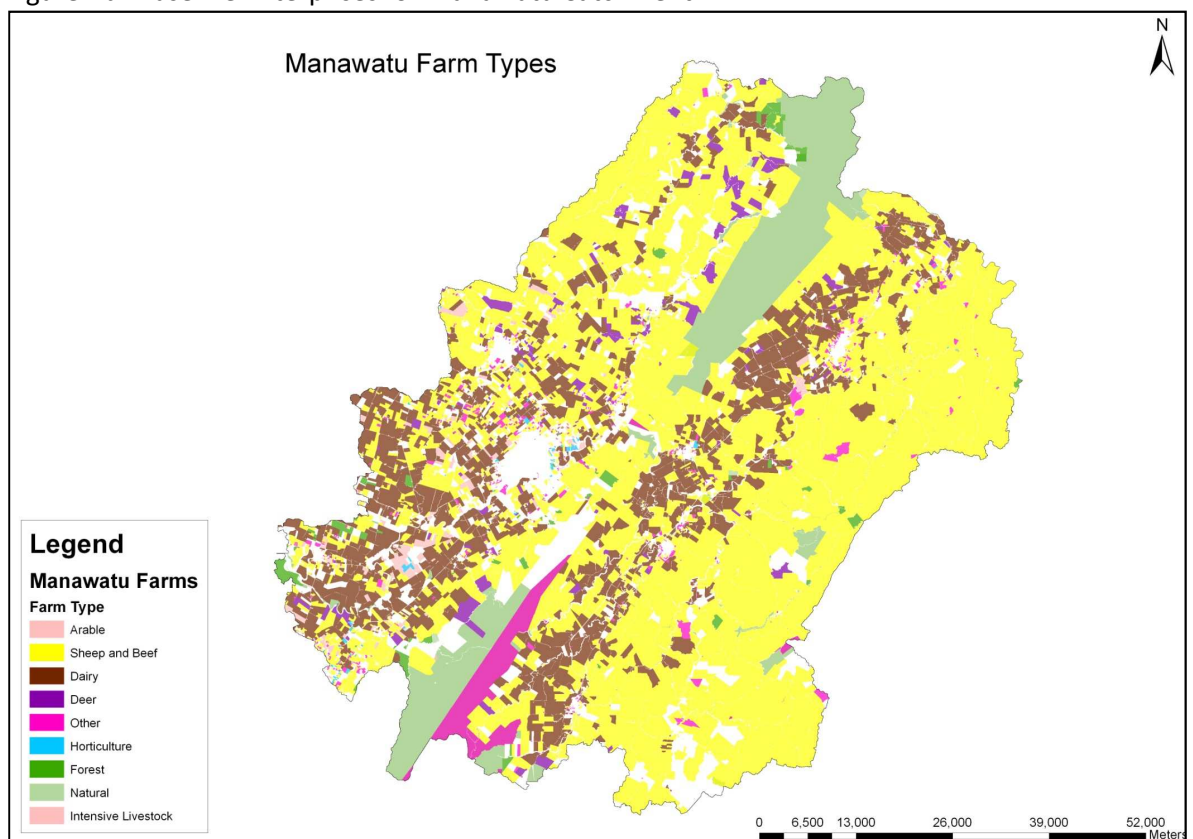 Manawatu Farm Types
N
Legend
Manawatu Farms
Farm Type
Arable
Sheep and Beef
Dairy
Deer
Other
Horticulture
Forest
Natural
Intensive Livestock
0 6,500 13,000 26,000 39,000 52,000
Meters